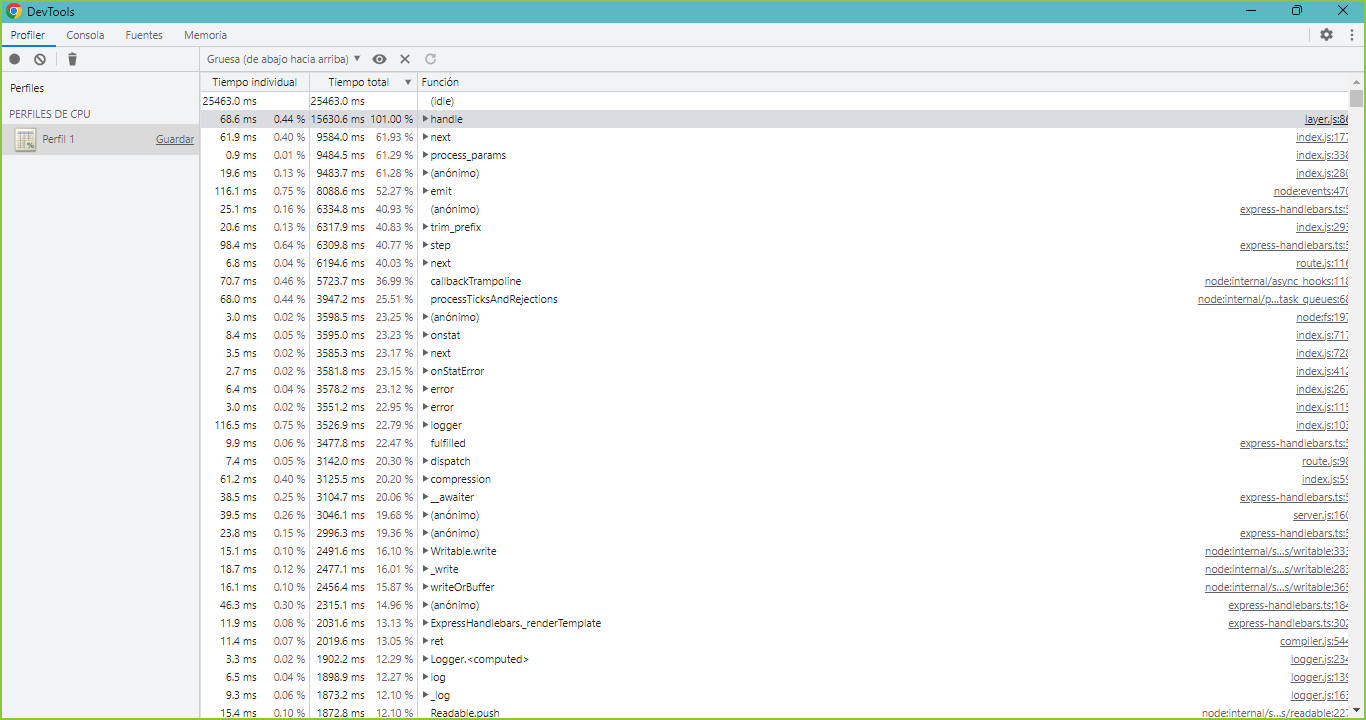 DevTools
Profiler Consola Fuentes Memoria
Gruesa (de abajo hacia arriba) ▼
Perfiles
PERFILES DE CPU
Perfil 1 Guardar
Tiempo individual Tiempo total ▼ Función
25463.0 ms 25463.0 ms (idle)
68.6 ms 0.44 % 15630.6 ms 101.00 % handle layer.js:86
61.9 ms 0.40 % 9584.0 ms 61.93 % next index.js:177
0.9 ms 0.01 % 9484.5 ms 61.29 % process_params index.js:338
19.6 ms 0.13 % 9483.7 ms 61.28 % (anónimo) index.js:280
116.1 ms 0.75 % 8088.6 ms 52.27 % emit node:events:470
25.1 ms 0.16 % 6334.8 ms 40.93 % (anónimo) express-handlebars.ts:5
20.6 ms 0.13 % 6317.9 ms 40.83 % trim_prefix index.js:293
98.4 ms 0.64 % 6309.8 ms 40.77 % step express-handlebars.ts:5
6.8 ms 0.04 % 6194.6 ms 40.03 % next route.js:116
70.7 ms 0.46 % 5723.7 ms 36.99 % callbackTrampoline node:internal/async_hooks:118
68.0 ms 0.44 % 3947.2 ms 25.51 % processTicksAndRejections node:internal/p...task_queues:68
3.0 ms 0.02 % 3598.5 ms 23.25 % (anónimo) node:fs:197
8.4 ms 0.05 % 3595.0 ms 23.23 % onstat index.js:717
3.5 ms 0.02 % 3585.3 ms 23.17 % next index.js:728
2.7 ms 0.02 % 3581.8 ms 23.15 % onStatError index.js:412
6.4 ms 0.04 % 3578.2 ms 23.12 % error index.js:267
3.0 ms 0.02 % 3551.2 ms 22.95 % error index.js:115
116.5 ms 0.75 % 3526.9 ms 22.79 % logger index.js:103
9.9 ms 0.06 % 3477.8 ms 22.47 % fulfilled express-handlebars.ts:5
7.4 ms 0.05 % 3142.0 ms 20.30 % dispatch route.js:98
61.2 ms 0.40 % 3125.5 ms 20.20 % compression index.js:59
38.5 ms 0.25 % 3104.7 ms 20.06 % __awaiter express-handlebars.ts:5
39.5 ms 0.26 % 3046.1 ms 19.68 % (anónimo) server.js:160
23.8 ms 0.15 % 2996.3 ms 19.36 % (anónimo) express-handlebars.ts:5
15.1 ms 0.10 % 2491.6 ms 16.10 % Writable.write node:internal/s...s/writable:333
18.7 ms 0.12 % 2477.1 ms 16.01 % _write node:internal/s...s/writable:283
16.1 ms 0.10 % 2456.4 ms 15.87 % writeOrBuffer node:internal/s...s/writable:365
46.3 ms 0.30 % 2315.1 ms 14.96 % (anónimo) express-handlebars.ts:184
11.9 ms 0.08 % 2031.6 ms 13.13 % ExpressHandlebars._renderTemplate express-handlebars.ts:302
11.4 ms 0.07 % 2019.6 ms 13.05 % ret compiler.js:544
3.3 ms 0.02 % 1902.2 ms 12.29 % Logger.<computed> logger.js:234
6.5 ms 0.04 % 1898.9 ms 12.27 % log logger.js:139
9.3 ms 0.06 % 1873.2 ms 12.10 % _log logger.js:163
15.4 ms 0.10 % 1872.8 ms 12.10 % Readable.push node:internal/s...s/readable:227